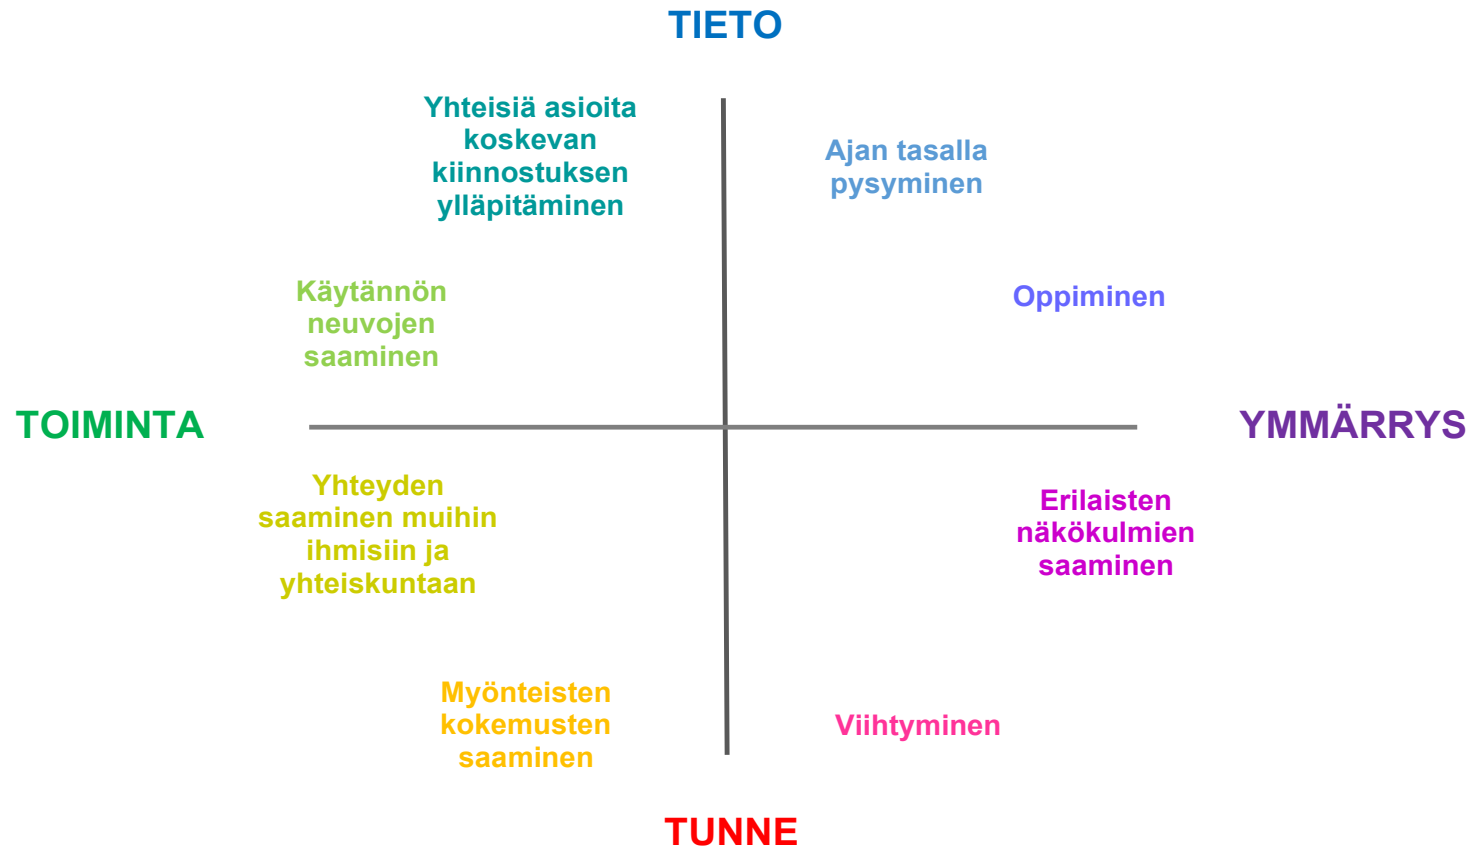 TIETO
Yhteisiä asioita
koskevan
kiinnostuksen
ylläpitäminen
Ajan tasalla
pysyminen
Käytännön
neuvojen
saaminen
Oppiminen
TOIMINTA
YMMÄRRYS
Yhteyden
saaminen muihin
ihmisiin ja
yhteiskuntaan
Erilaisten
näkökulmien
saaminen
Myönteisten
kokemusten
saaminen
Viihtyminen
TUNNE